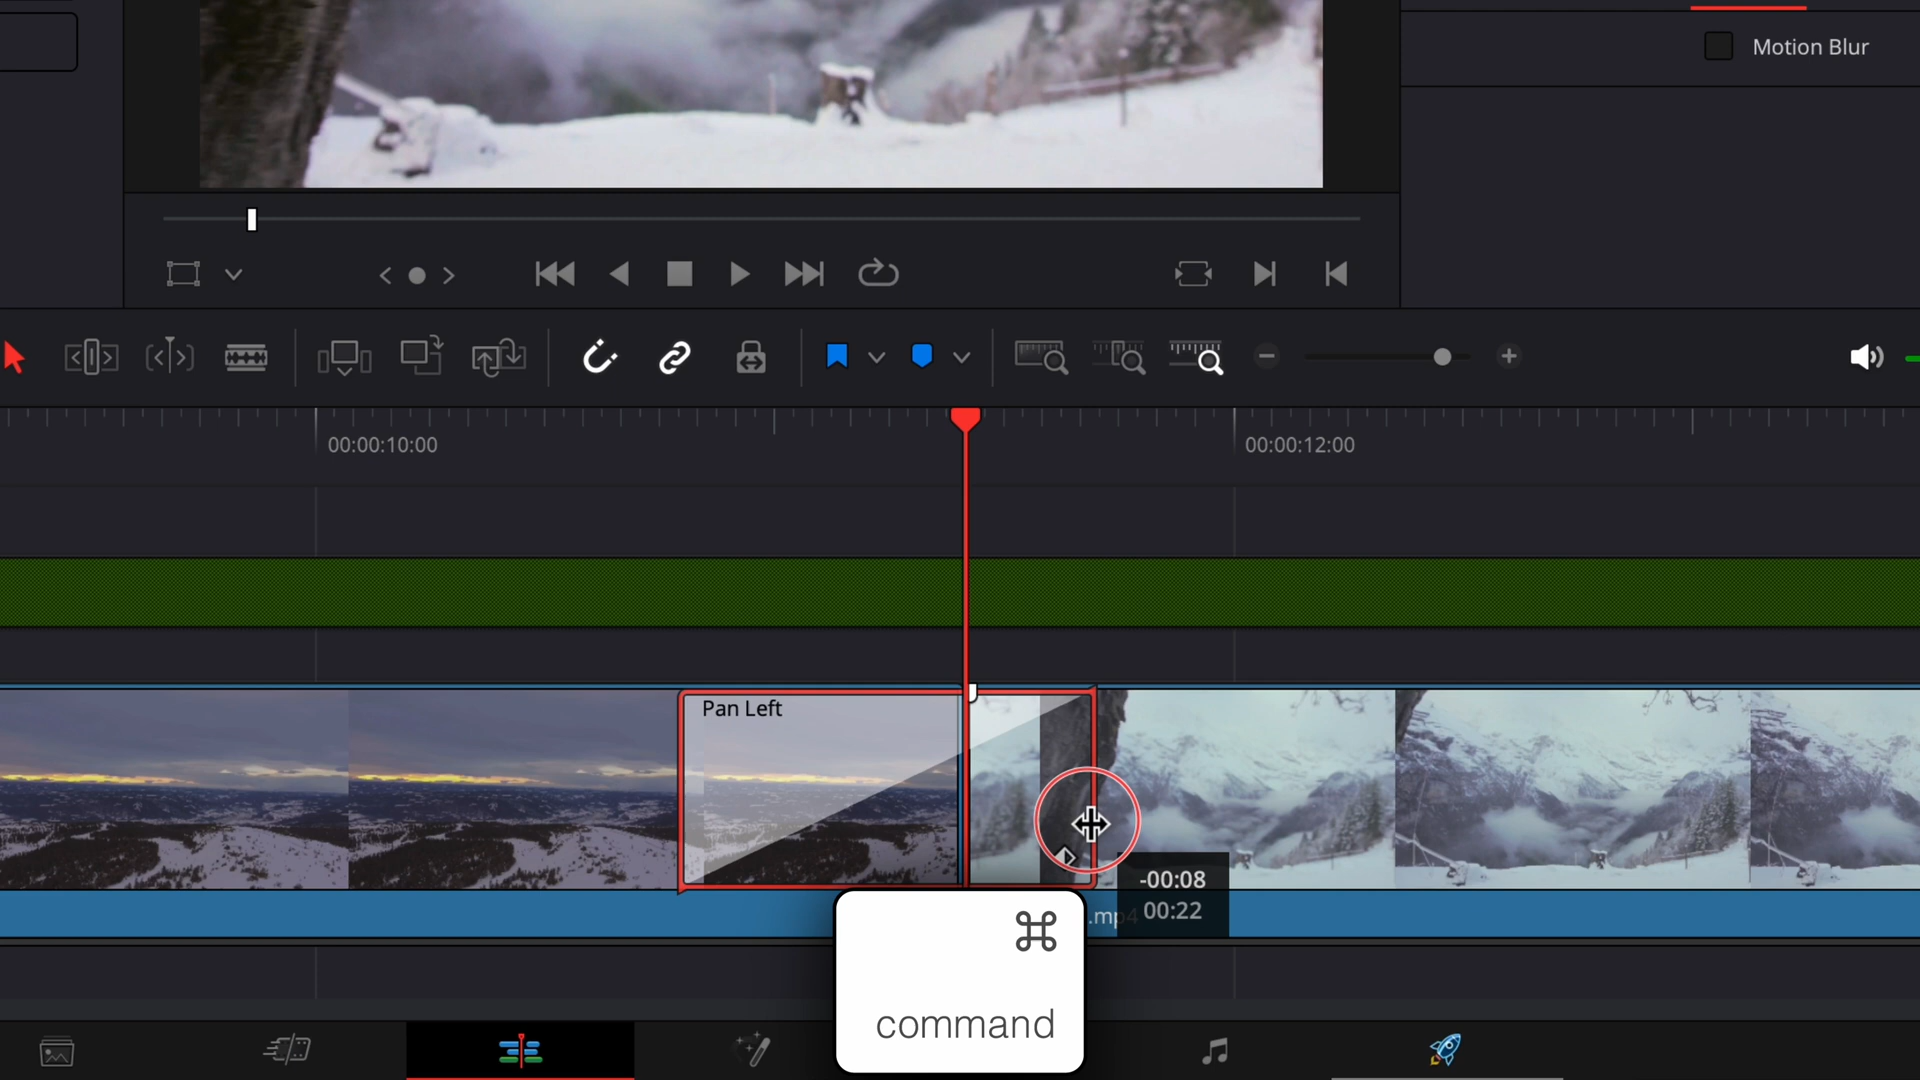 Motion Blur
00:00:10:00
00:00:12:00
Pan Left
-00:08
.mp4
00:22
⌘
command